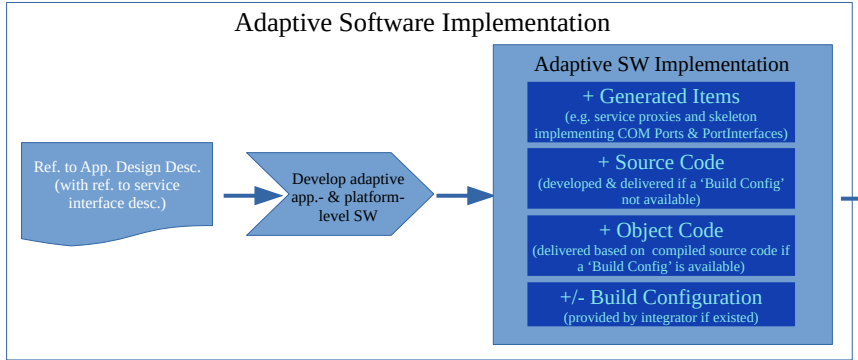 Adaptive Software Implementation
Ref. to App. Design Desc.
(with ref. to service
interface desc.)
Develop adaptive
app.- & platform-
level SW
Adaptive SW Implementation
+ Generated Items
(e.g. service proxies and skeleton
implementing COM Ports & PortInterfaces)
+ Source Code
(developed & delivered if a ‘Build Config’
not available)
+ Object Code
(delivered based on compiled source code if
a ‘Build Config’ is available)
+/- Build Configuration
(provided by integrator if existed)